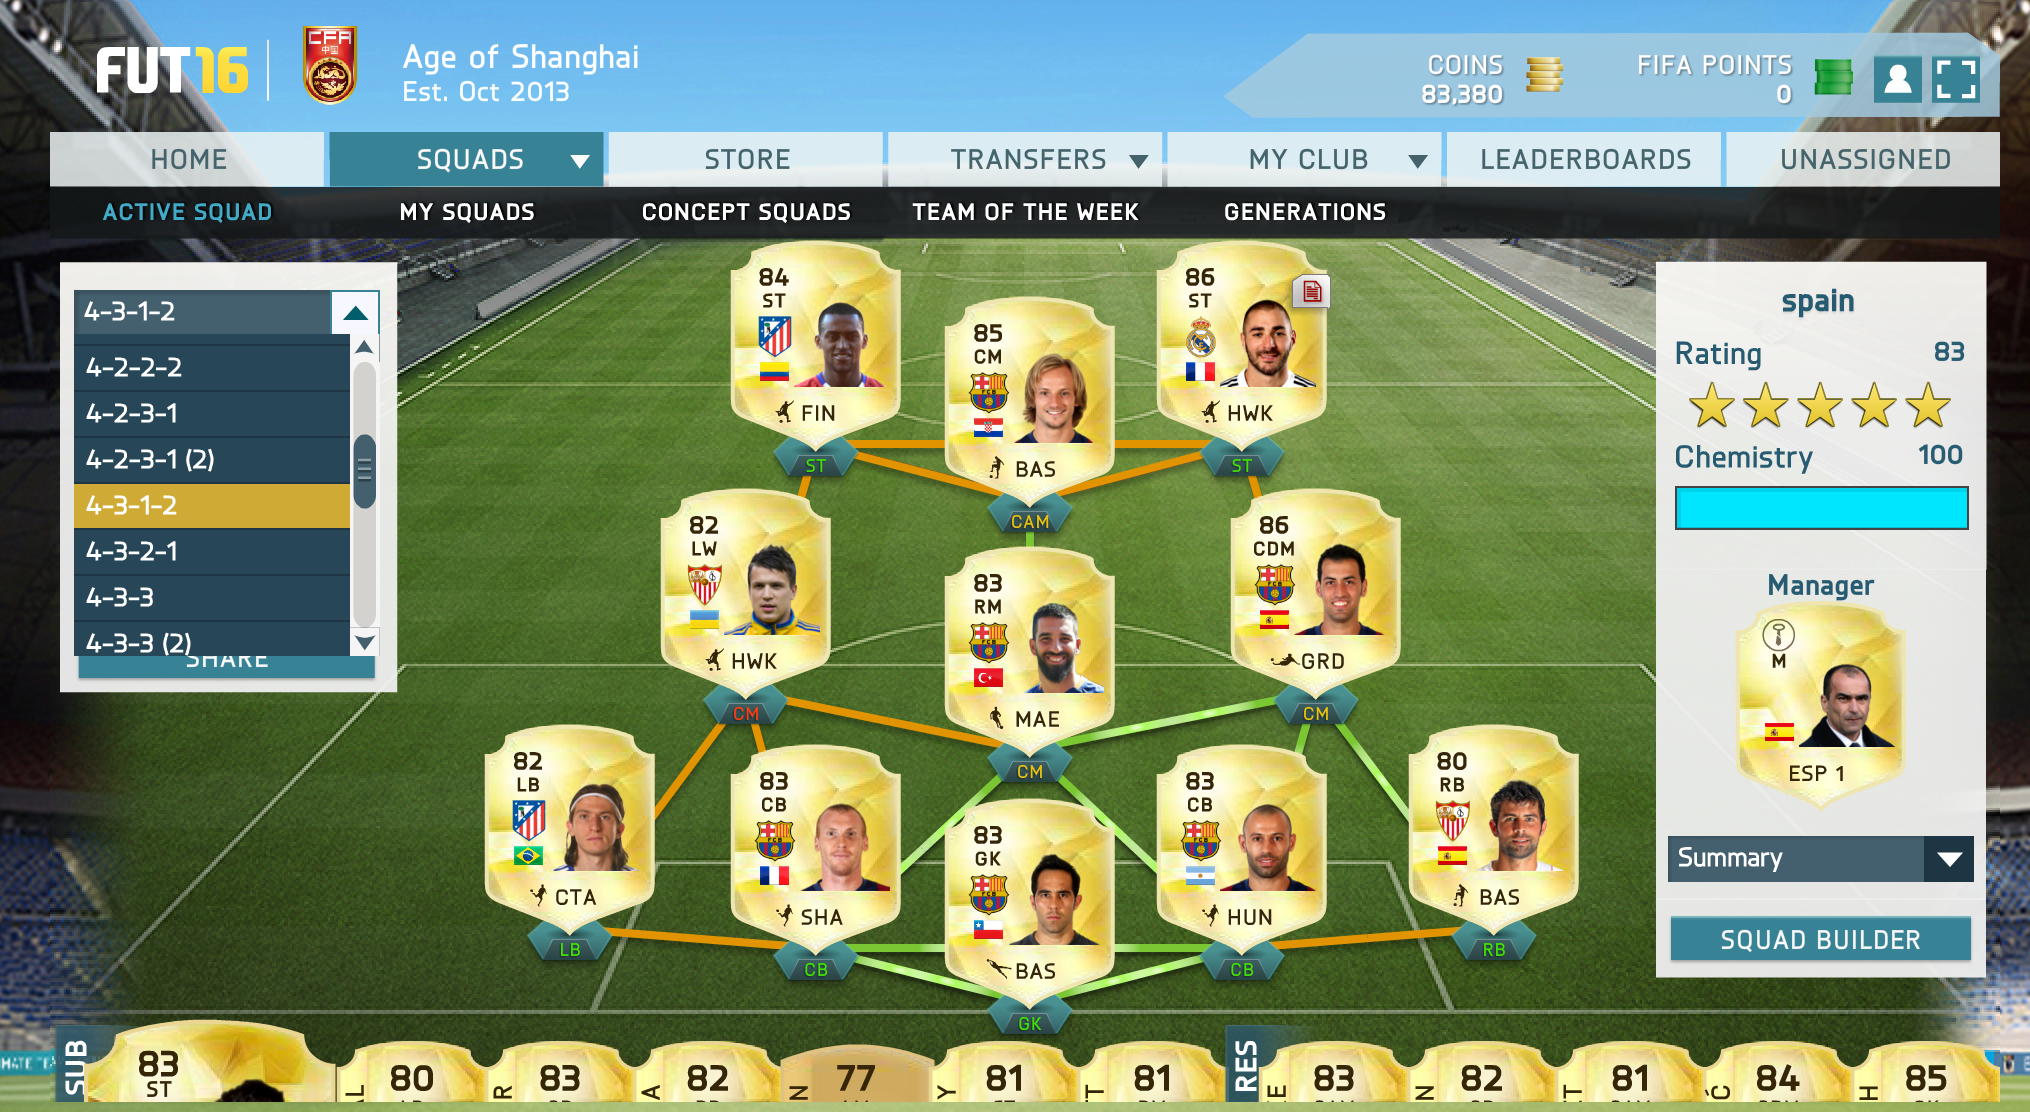 FUT16
CFA
中国
Age of Shanghai
Est. Oct 2013
COINS
83,380
FIFA POINTS
0
HOME
SQUADS
STORE
TRANSFERS
MY CLUB
LEADERBOARDS
UNASSIGNED
ACTIVE SQUAD
MY SQUADS
CONCEPT SQUADS
TEAM OF THE WEEK
GENERATIONS
4-3-1-2
4-2-2-2
4-2-3-1
4-2-3-1 (2)
4-3-1-2
4-3-2-1
4-3-3
4-3-3 (2)
SHARE
84
ST
FIN
ST
85
CM
BAS
CAM
86
ST
HWK
ST
82
LW
HWK
CM
83
RM
MAE
CM
86
CDM
GRD
CM
82
LB
CTA
LB
83
CB
SHA
CB
83
GK
BAS
GK
83
CB
HUN
CB
80
RB
BAS
RB
spain
Rating 83
Chemistry 100
Manager
M
ESP 1
Summary
SQUAD BUILDER
SUB
83
ST
80
83
82
77
81
81
RES
83
82
81
84
85